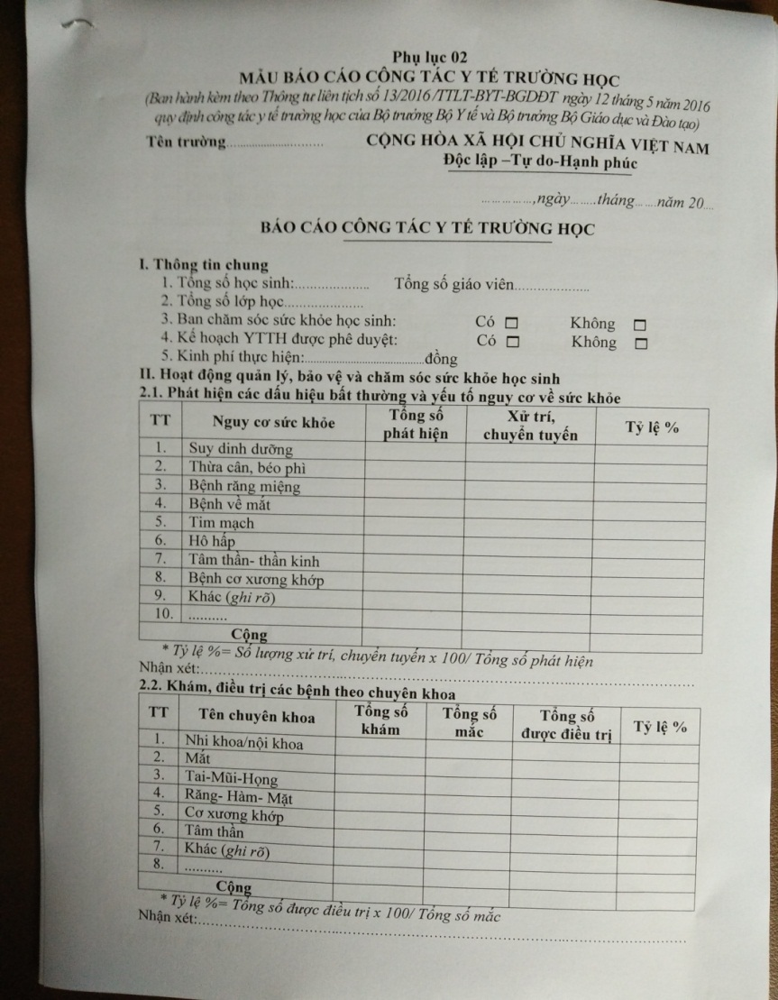 Phụ lục 02
MẪU BÁO CÁO CÔNG TÁC Y TẾ TRƯỜNG HỌC
(Ban hành kèm theo Thông tư liên tịch số 13/2016/TTLT-BYT-BGDĐT ngày 12 tháng 5 năm 2016
quy định công tác y tế trường học của Bộ trưởng Bộ Y tế và Bộ trưởng Bộ Giáo dục và Đào tạo)
Tên trường.......................... CỘNG HÒA XÃ HỘI CHỦ NGHĨA VIỆT NAM
Độc lập –Tự do-Hạnh phúc
................,ngày........tháng.......năm 20....
BÁO CÁO CÔNG TÁC Y TẾ TRƯỜNG HỌC
I. Thông tin chung
1. Tổng số học sinh:.................... Tổng số giáo viên....................
2. Tổng số lớp học.....................
3. Ban chăm sóc sức khỏe học sinh: Có □ Không □
4. Kế hoạch YTTH được phê duyệt: Có □ Không □
5. Kinh phí thực hiện:................................đồng
II. Hoạt động quản lý, bảo vệ và chăm sóc sức khỏe học sinh
2.1. Phát hiện các dấu hiệu bất thường và yếu tố nguy cơ về sức khỏe
TT Nguy cơ sức khỏe Tổng số phát hiện Xử trí, chuyển tuyến Tỷ lệ %
1. Suy dinh dưỡng
2. Thừa cân, béo phì
3. Bệnh răng miệng
4. Bệnh về mắt
5. Tim mạch
6. Hô hấp
7. Tâm thần- thần kinh
8. Bệnh cơ xương khớp
9. Khác (ghi rõ)
10. ..........
Cộng
* Tỷ lệ %= Số lượng xử trí, chuyển tuyến x 100/ Tổng số phát hiện
Nhận xét:................................................................
2.2. Khám, điều trị các bệnh theo chuyên khoa
TT Tên chuyên khoa Tổng số khám Tổng số mắc Tổng số được điều trị Tỷ lệ %
1. Nhi khoa/nội khoa
2. Mắt
3. Tai-Mũi-Họng
4. Răng- Hàm- Mặt
5. Cơ xương khớp
6. Tâm thần
7. Khác (ghi rõ)
8. ..........
Cộng
* Tỷ lệ %= Tổng số được điều trị x 100/ Tổng số mắc
Nhận xét:................................................................